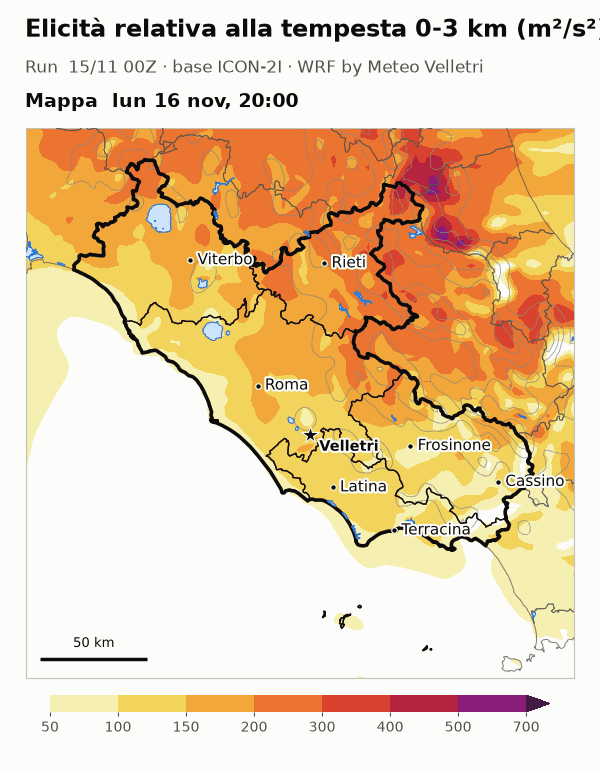 Elicità relativa alla tempesta 0-3 km (m²/s²)
Run 15/11 00Z · base ICON-2I · WRF by Meteo Velletri
Mappa lun 16 nov, 20:00
Viterbo
Rieti
Roma
Velletri
Frosinone
Latina
Cassino
Terracina
50 km
50 100 150 200 300 400 500 700